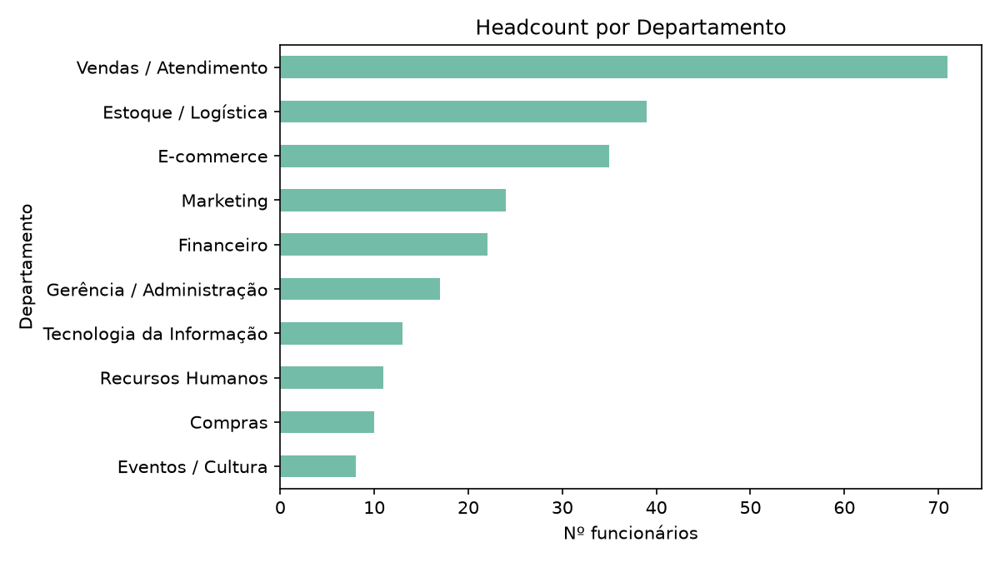 Headcount por Departamento
Departamento
Vendas / Atendimento
Estoque / Logística
E-commerce
Marketing
Financeiro
Gerência / Administração
Tecnologia da Informação
Recursos Humanos
Compras
Eventos / Cultura
0 10 20 30 40 50 60 70
Nº funcionários